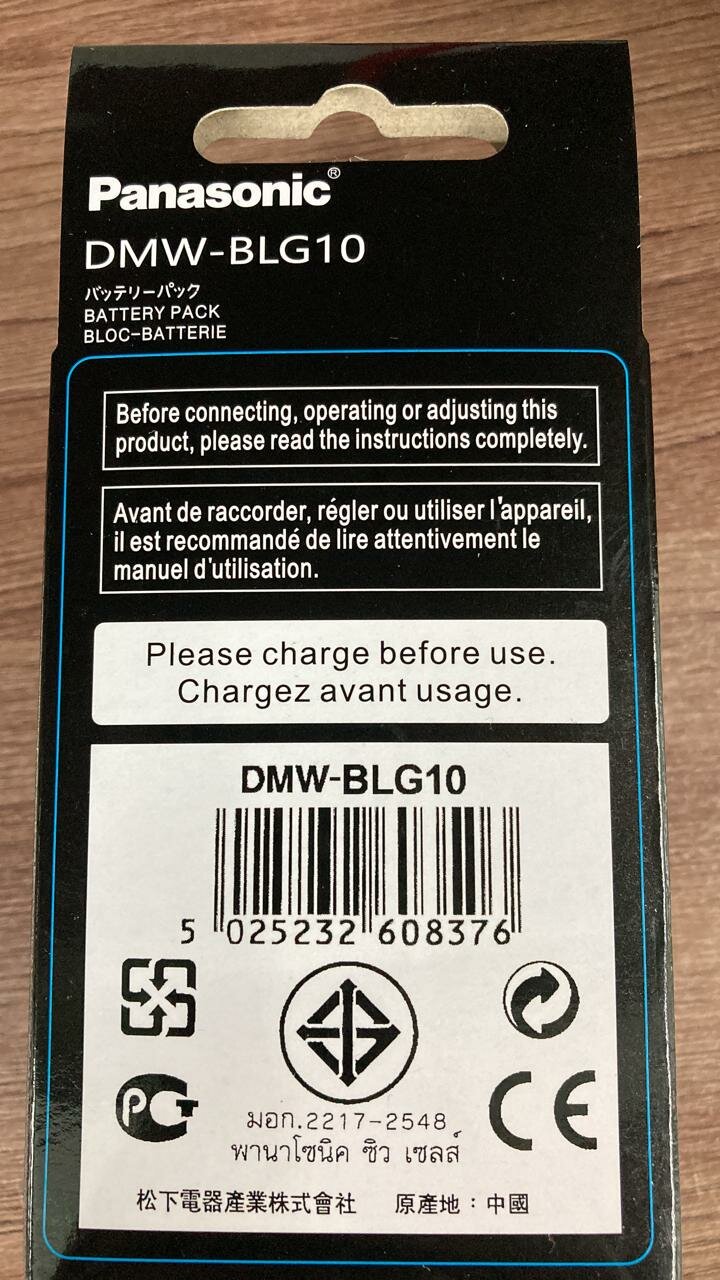 Panasonic®
DMW-BLG10
バッテリーパック
BATTERY PACK
BLOC-BATTERIE
Before connecting, operating or adjusting this
product, please read the instructions completely.
Avant de raccorder, régler ou utiliser l'appareil,
il est recommandé de lire attentivement le
manuel d'utilisation.
Please charge before use.
Chargez avant usage.
DMW-BLG10
5 025232 608376
มอก.2217-2548
พานาโซนิค ซิว เซลส์
松下電器產業株式會社 原產地：中國